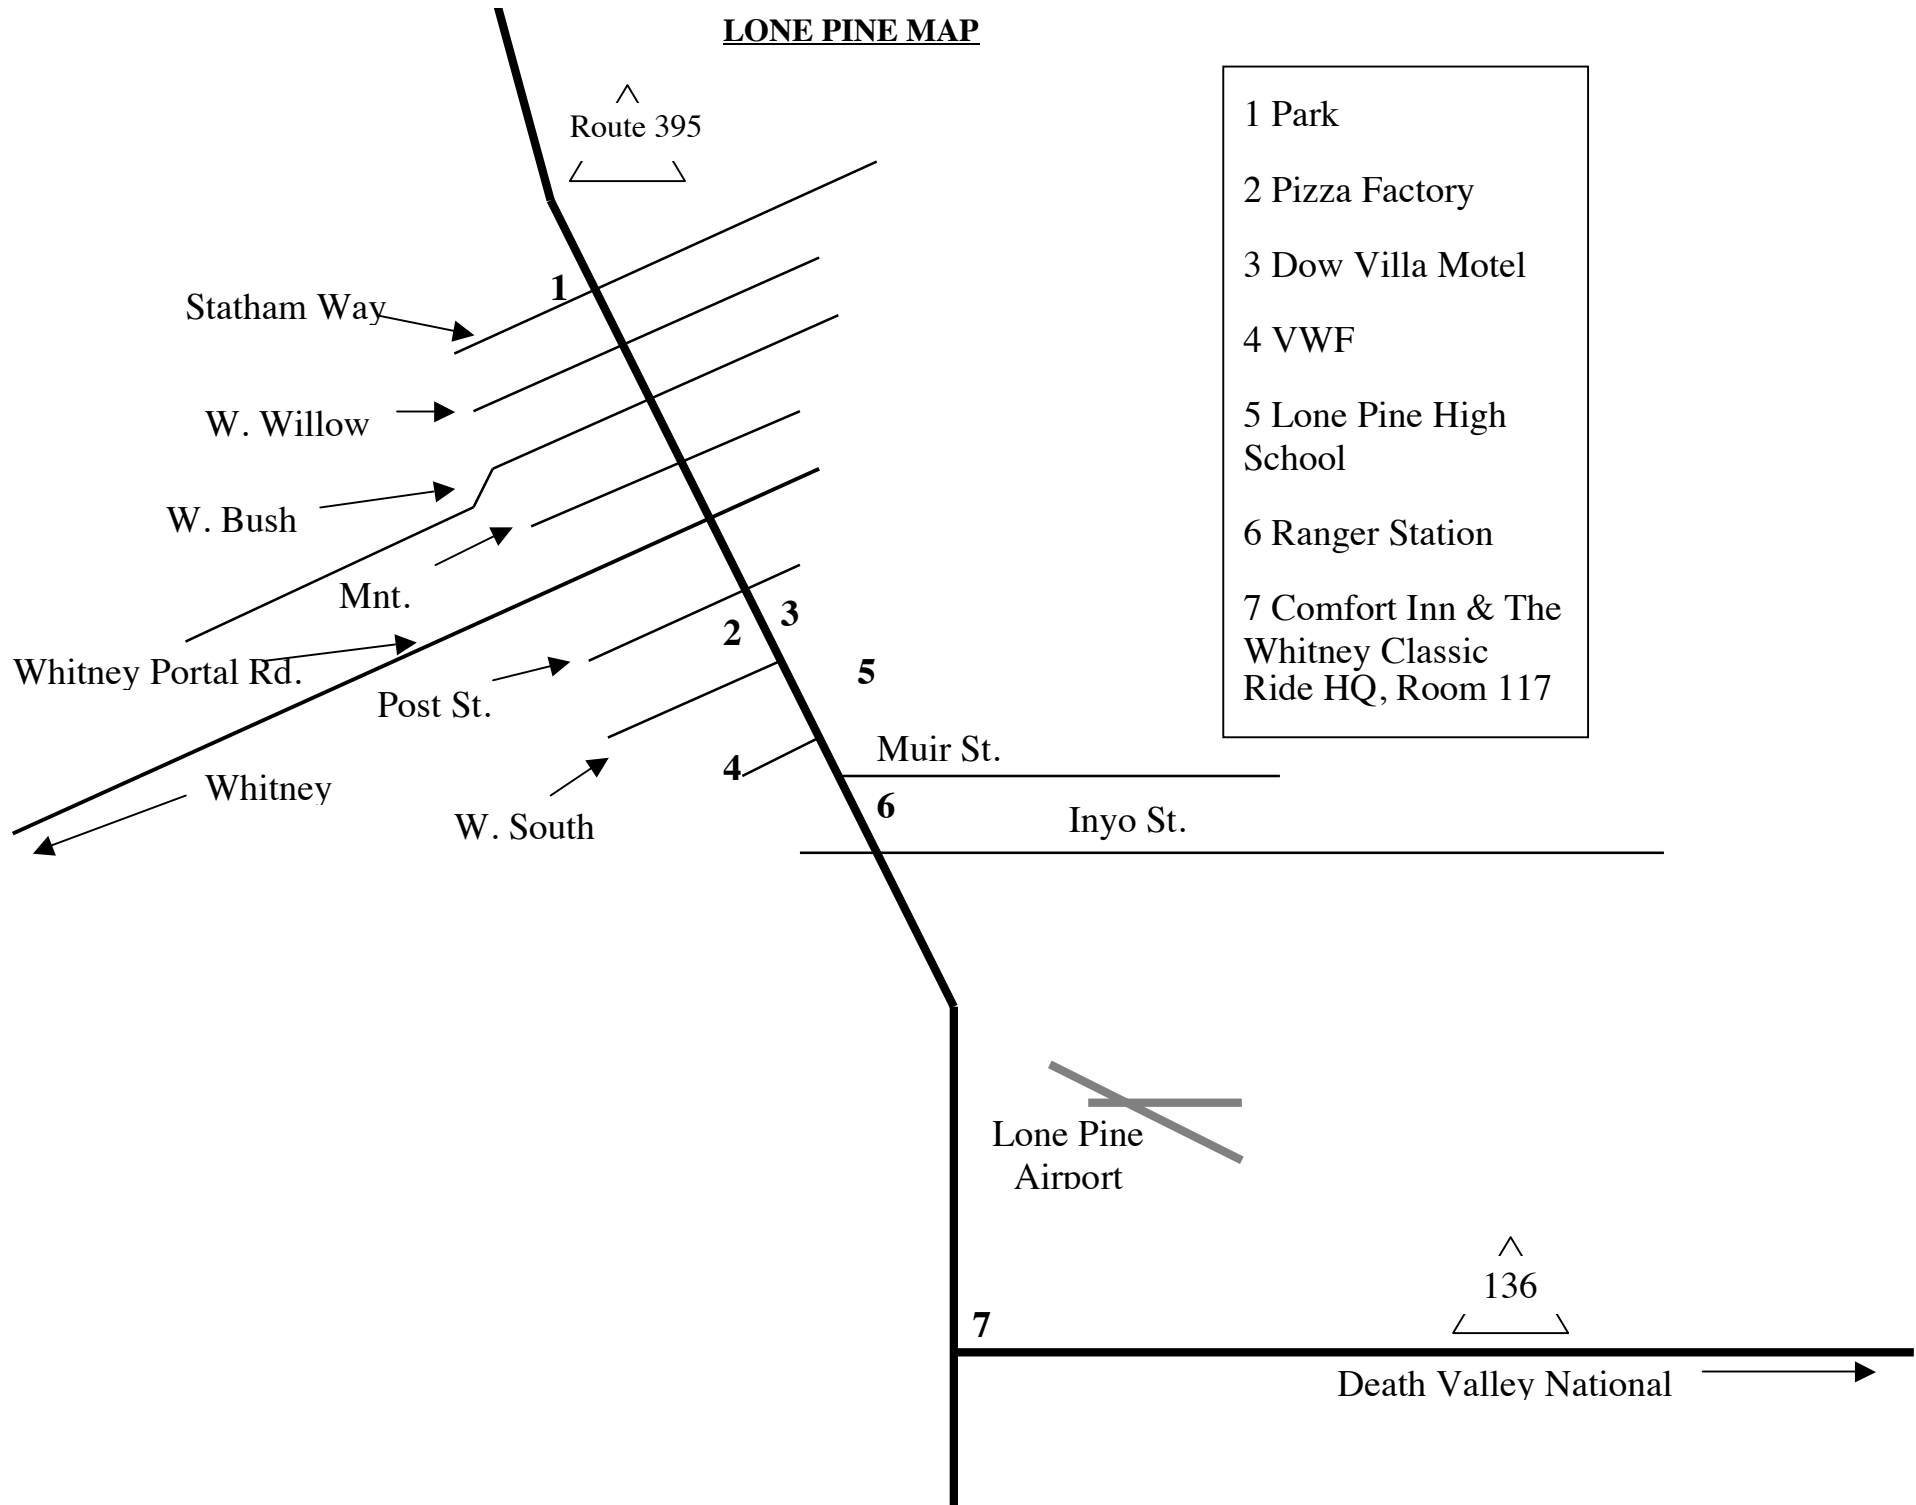 LONE PINE MAP
Route 395
1 Park
2 Pizza Factory
3 Dow Villa Motel
4 VWF
5 Lone Pine High
School
6 Ranger Station
7 Comfort Inn & The
Whitney Classic
Ride HQ, Room 117
1
Statham Way
W. Willow
W. Bush
Mnt.
2
3
Whitney Portal Rd.
Post St.
5
Muir St.
4
Whitney
6
W. South
Inyo St.
Lone Pine
Airport
136
7
Death Valley National